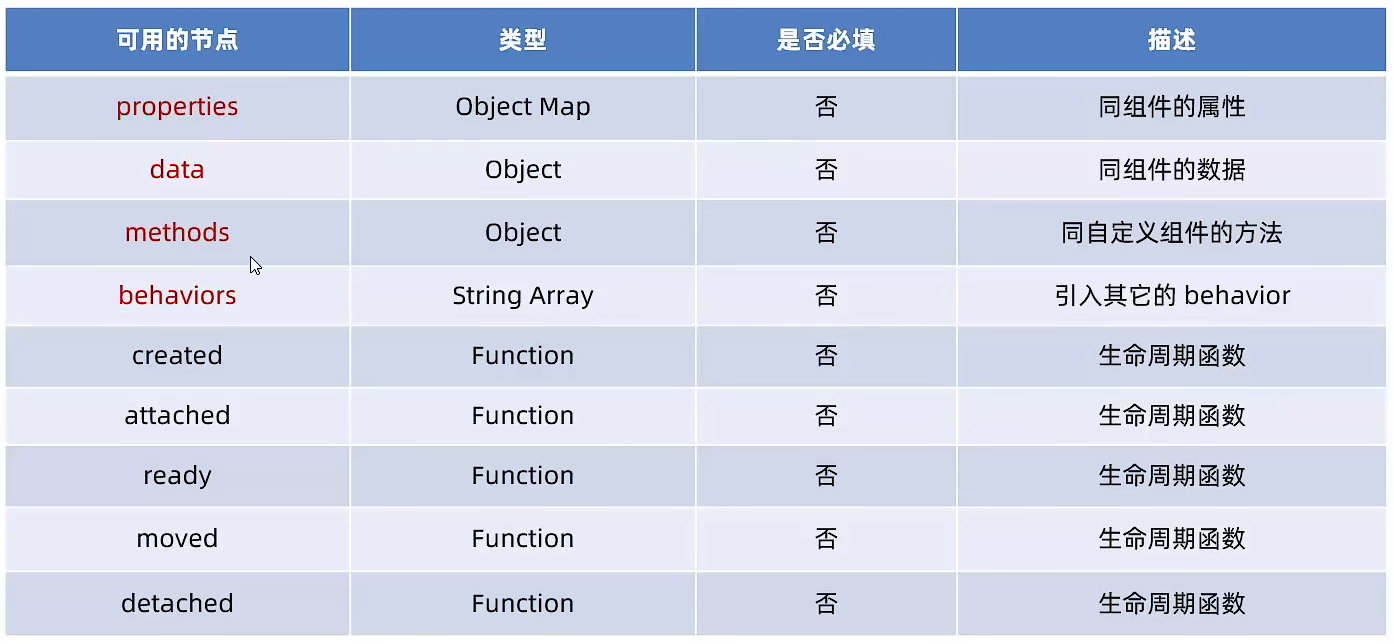 可用的节点 类型 是否必填 描述
properties Object Map 否 同组件的属性
data Object 否 同组件的数据
methods Object 否 同自定义组件的方法
behaviors String Array 否 引入其它的 behavior
created Function 否 生命周期函数
attached Function 否 生命周期函数
ready Function 否 生命周期函数
moved Function 否 生命周期函数
detached Function 否 生命周期函数